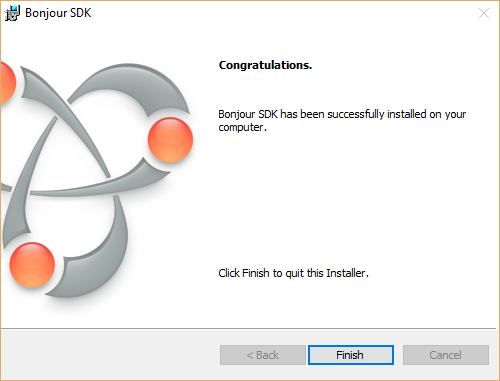 Bonjour SDK
Congratulations.
Bonjour SDK has been successfully installed on your
computer.
Click Finish to quit this Installer.
< Back
Finish
Cancel